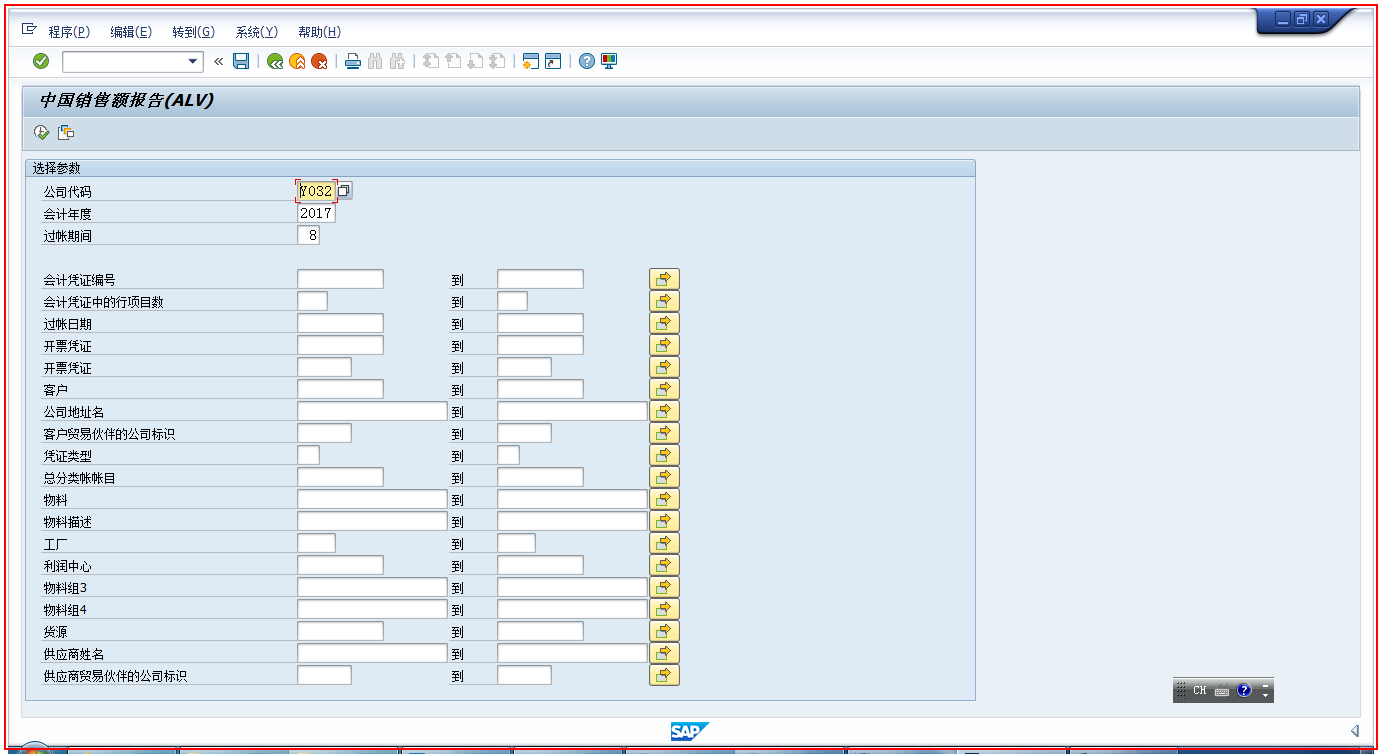 程序(P) 编辑(E) 转到(G) 系统(Y) 帮助(H)
中国销售额报告(ALV)
选择参数
公司代码 Y032
会计年度 2017
过帐期间 8
会计凭证编号 到
会计凭证中的行项目数 到
过帐日期 到
开票凭证 到
开票凭证 到
客户 到
公司地址名 到
客户贸易伙伴的公司标识 到
凭证类型 到
总分类帐帐目 到
物料 到
物料描述 到
工厂 到
利润中心 到
物料组3 到
物料组4 到
货源 到
供应商姓名 到
供应商贸易伙伴的公司标识 到
CH
SAP